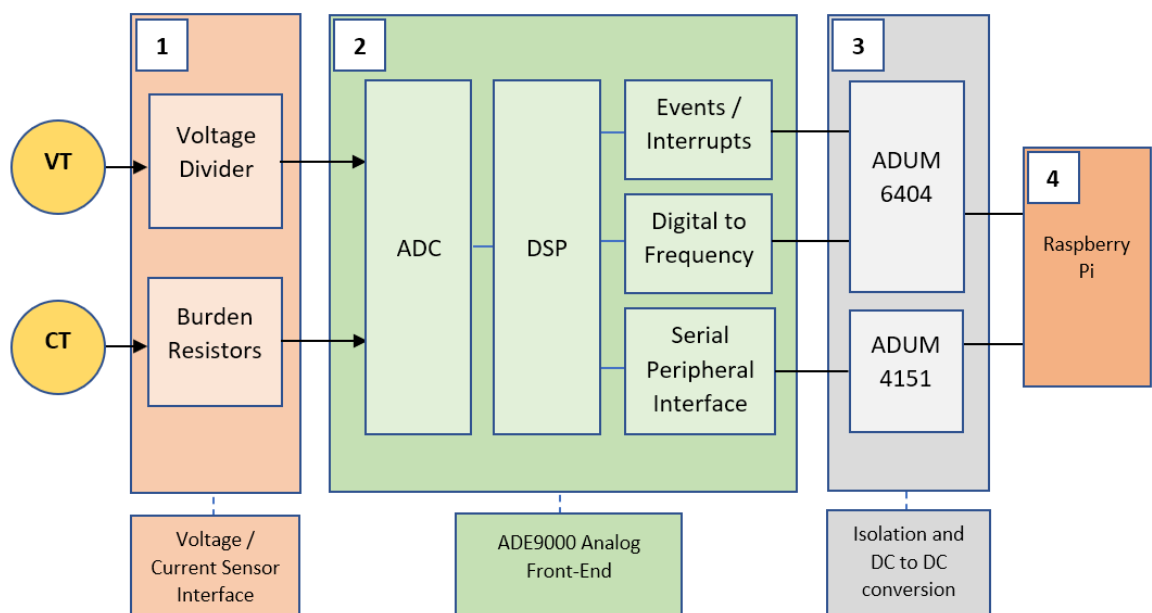 1
2
3
4
VT
CT
Voltage
Divider
Burden
Resistors
ADC
DSP
Events /
Interrupts
Digital to
Frequency
Serial
Peripheral
Interface
ADUM
6404
ADUM
4151
Raspberry
Pi
Voltage /
Current Sensor
Interface
ADE9000 Analog
Front-End
Isolation and
DC to DC
conversion